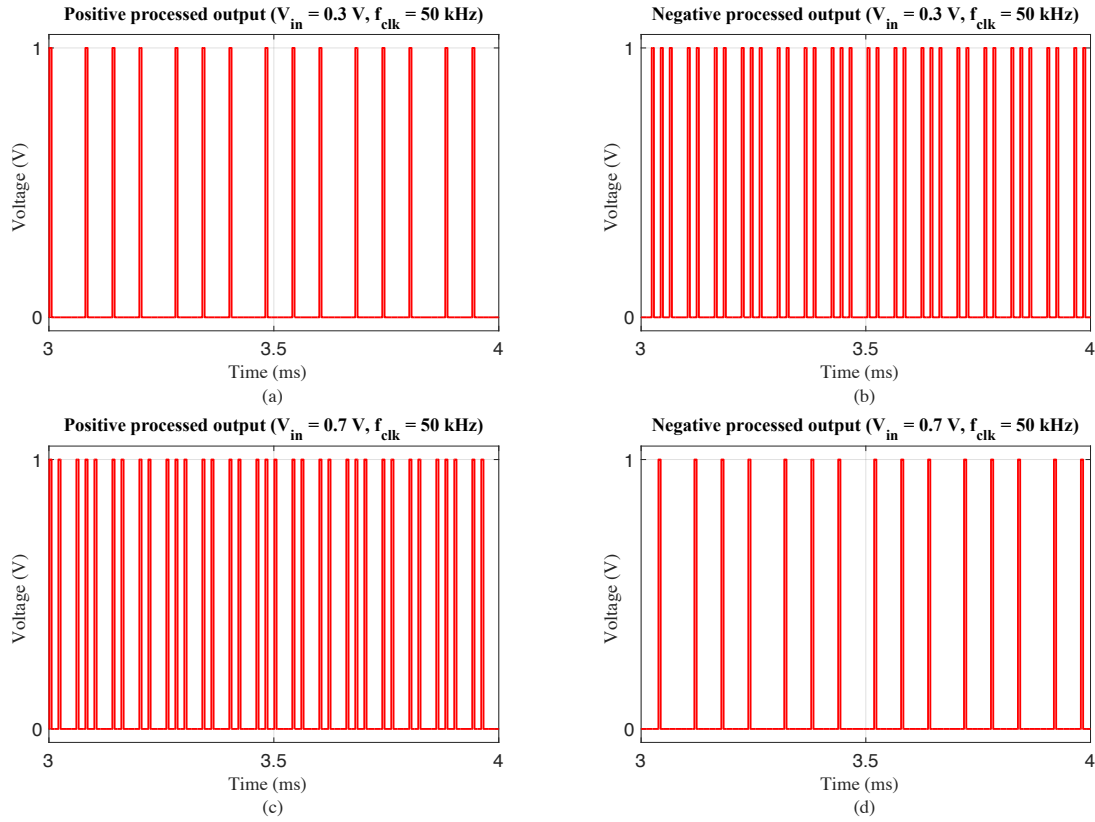 Positive processed output (V_in = 0.3 V, f_clk = 50 kHz)
1
Voltage (V)
0
3 3.5 4
Time (ms)
(a)
Negative processed output (V_in = 0.3 V, f_clk = 50 kHz)
1
Voltage (V)
0
3 3.5 4
Time (ms)
(b)
Positive processed output (V_in = 0.7 V, f_clk = 50 kHz)
1
Voltage (V)
0
3 3.5 4
Time (ms)
(c)
Negative processed output (V_in = 0.7 V, f_clk = 50 kHz)
1
Voltage (V)
0
3 3.5 4
Time (ms)
(d)